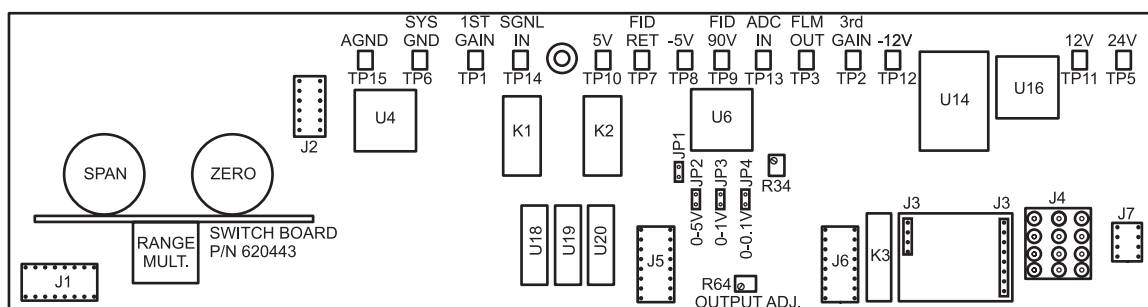 AGND
TP15
SYS
GND
TP6
1ST
GAIN
TP1
SGNL
IN
TP14
5V
TP10
FID
RET
TP7
-5V
TP8
FID
90V
TP9
ADC
IN
TP13
FLM
OUT
TP3
3rd
GAIN
TP2
-12V
TP12
12V
TP11
24V
TP5
J2
U4
K1
K2
U6
U14
U16
SPAN
ZERO
JP1
JP2
0-5V
JP3
0-1V
JP4
0-0.1V
R34
RANGE
MULT.
SWITCH BOARD
P/N 620443
J1
U18
U19
U20
J5
R64
OUTPUT ADJ.
J6
K3
J3
J3
J4
J7